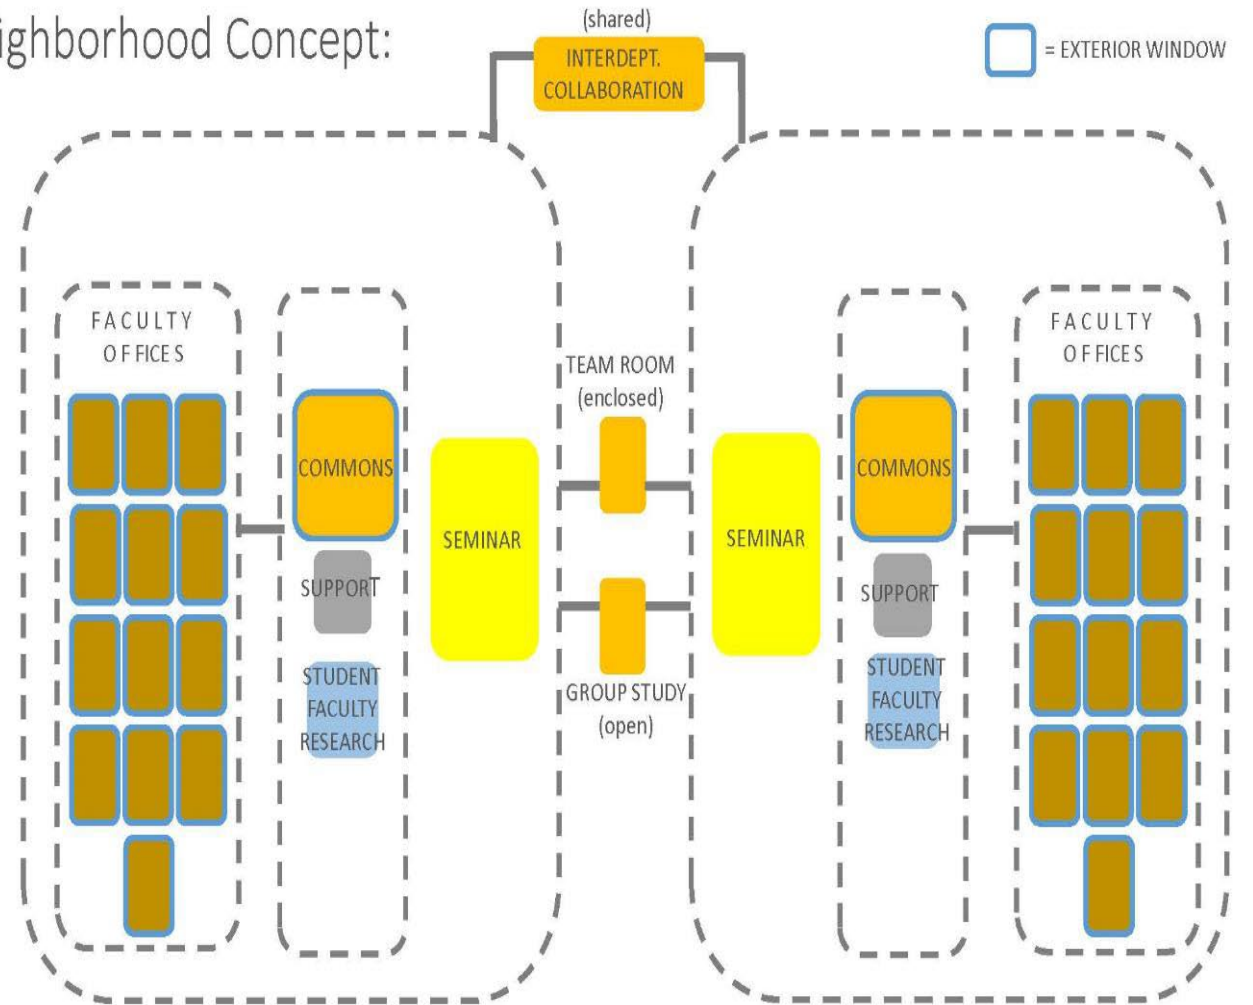 ighborhood Concept:
(shared)
INTERDEPT.
COLLABORATION
= EXTERIOR WINDOW
FACULTY
OFFICES
COMMONS
SUPPORT
STUDENT
FACULTY
RESEARCH
SEMINAR
TEAM ROOM
(enclosed)
GROUP STUDY
(open)
SEMINAR
COMMONS
SUPPORT
STUDENT
FACULTY
RESEARCH
FACULTY
OFFICES